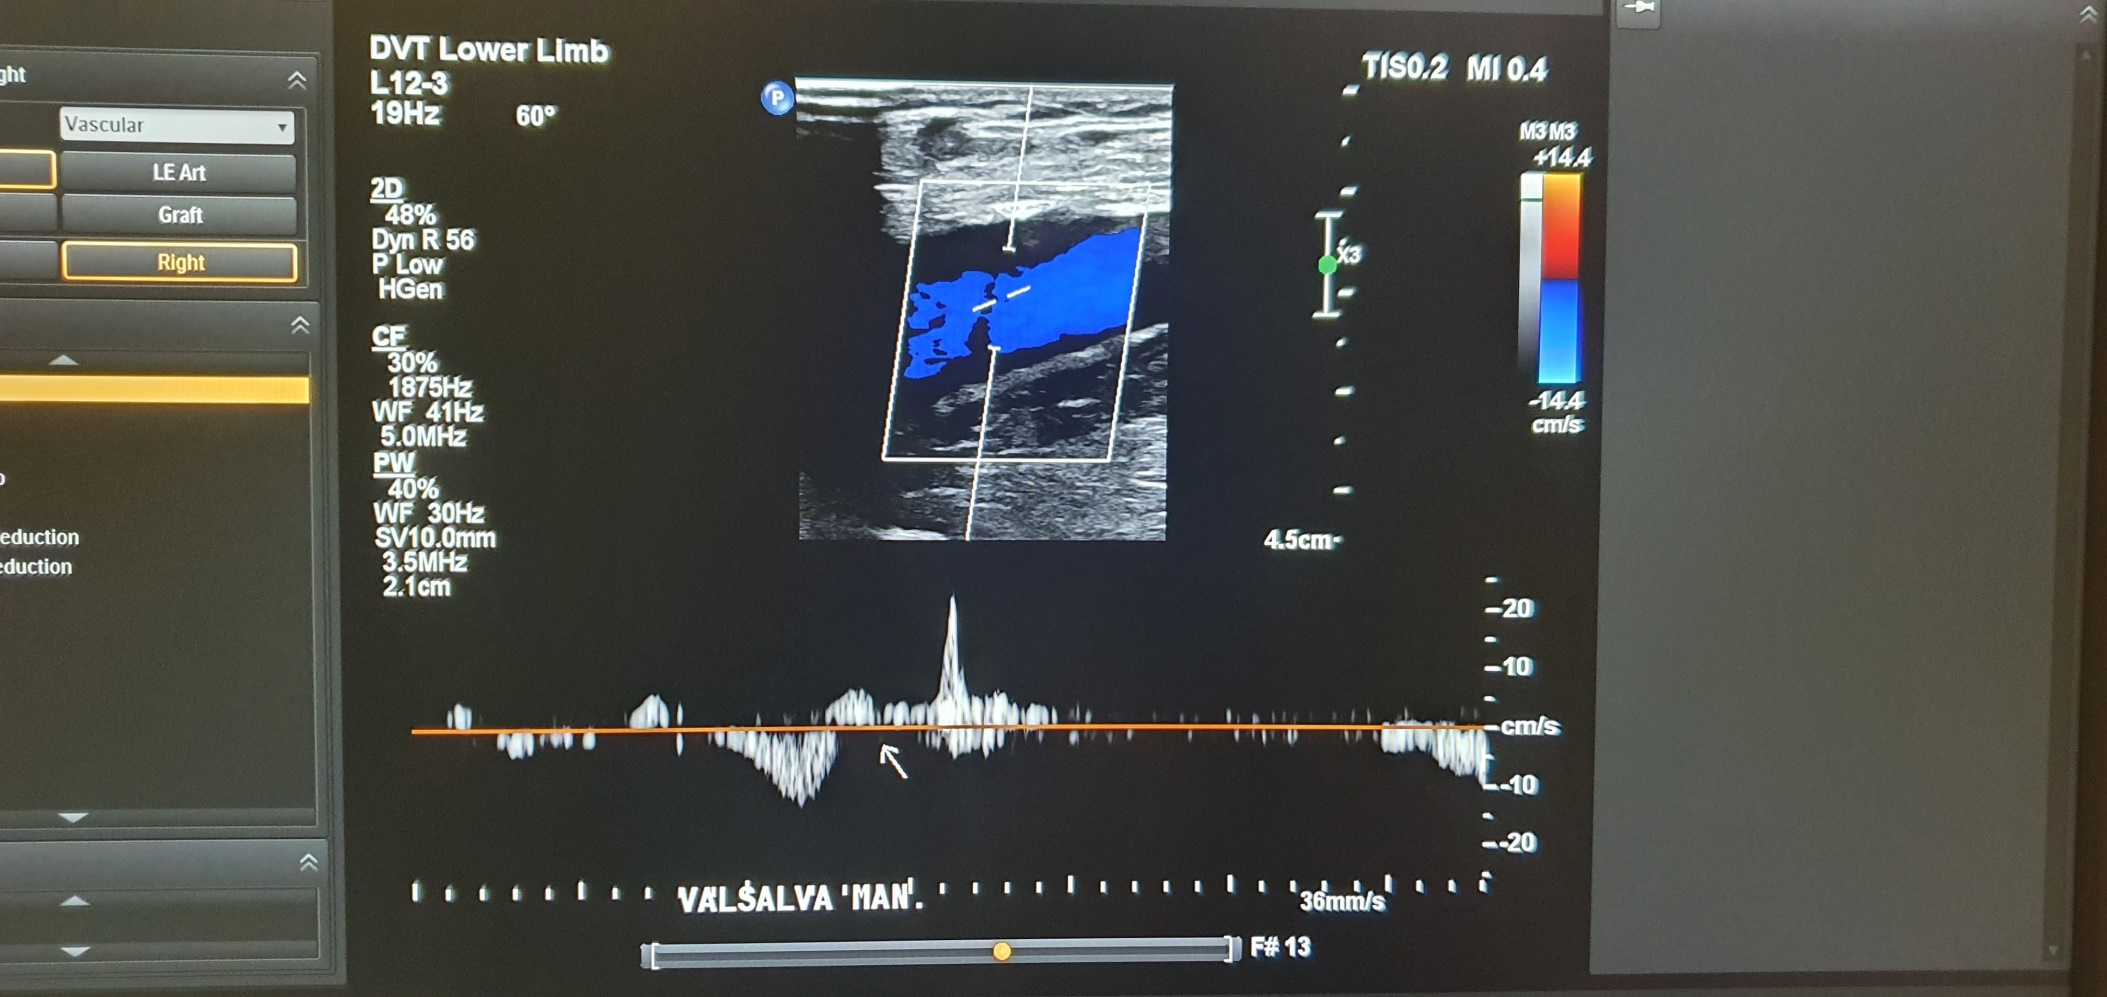 ght
Vascular
LE Art
Graft
Right
eduction
eduction
DVT Lower Limb
L12-3
19Hz 60°
2D
48%
Dyn R 56
P Low
HGen
CF
30%
1875Hz
WF 41Hz
5.0MHz
PW
40%
WF 30Hz
SV10.0mm
3.5MHz
2.1cm
P
TIS0.2 MI 0.4
M3 M3
+14.4
-14.4
cm/s
x3
4.5cm
20
10
cm/s
-10
-20
VALSALVA MAN.
36mm/s
F# 13